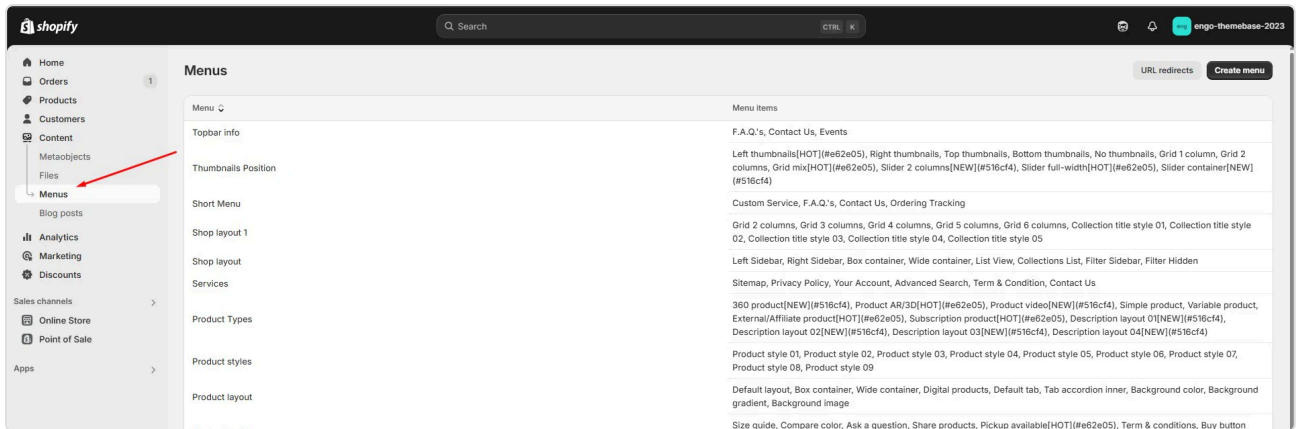 shopify
Search
CTRL K
eng
engo-themebase-2023
Home
Orders
1
Products
Customers
Content
Metaobjects
Files
Menus
Blog posts
Analytics
Marketing
Discounts
Sales channels
Online Store
Point of Sale
Apps
Menus
URL redirects
Create menu
Menu
Menu items
Topbar info
F.A.Q.'s, Contact Us, Events
Thumbnails Position
Left thumbnails[HOT](#e62e05), Right thumbnails, Top thumbnails, Bottom thumbnails, No thumbnails, Grid 1 column, Grid 2
columns, Grid mix[HOT](#e62e05), Slider 2 columns[NEW](#516cf4), Slider full-width[HOT](#e62e05), Slider container[NEW]
(#516cf4)
Short Menu
Custom Service, F.A.Q.'s, Contact Us, Ordering Tracking
Shop layout 1
Grid 2 columns, Grid 3 columns, Grid 4 columns, Grid 5 columns, Grid 6 columns, Collection title style 01, Collection title style
02, Collection title style 03, Collection title style 04, Collection title style 05
Shop layout
Left Sidebar, Right Sidebar, Box container, Wide container, List View, Collections List, Filter Sidebar, Filter Hidden
Services
Sitemap, Privacy Policy, Your Account, Advanced Search, Term & Condition, Contact Us
Product Types
360 product[NEW](#516cf4), Product AR/3D[HOT](#e62e05), Product video[NEW](#516cf4), Simple product, Variable product,
External/Affiliate product[HOT](#e62e05), Subscription product[HOT](#e62e05), Description layout 01[NEW](#516cf4),
Description layout 02[NEW](#516cf4), Description layout 03[NEW](#516cf4), Description layout 04[NEW](#516cf4)
Product styles
Product style 01, Product style 02, Product style 03, Product style 04, Product style 05, Product style 06, Product style 07,
Product style 08, Product style 09
Product layout
Default layout, Box container, Wide container, Digital products, Default tab, Tab accordion inner, Background color, Background
gradient, Background image
Size guide, Compare color, Ask a question, Share products, Pickup available[HOT](#e62e05), Term & conditions, Buy button